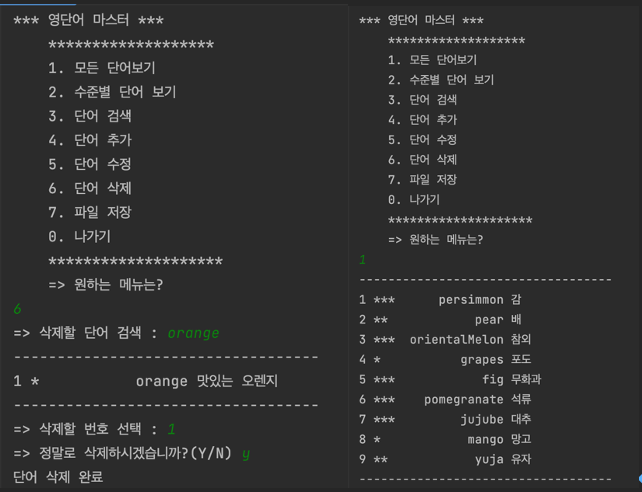 *** 영단어 마스터 ***
*******************
1. 모든 단어보기
2. 수준별 단어 보기
3. 단어 검색
4. 단어 추가
5. 단어 수정
6. 단어 삭제
7. 파일 저장
0. 나가기
********************
=> 원하는 메뉴는?
6
=> 삭제할 단어 검색 : orange
-----------------------------------
1 * orange 맛있는 오렌지
-----------------------------------
=> 삭제할 번호 선택 : 1
=> 정말로 삭제하시겠습니까?(Y/N) y
단어 삭제 완료
*** 영단어 마스터 ***
*******************
1. 모든 단어보기
2. 수준별 단어 보기
3. 단어 검색
4. 단어 추가
5. 단어 수정
6. 단어 삭제
7. 파일 저장
0. 나가기
********************
=> 원하는 메뉴는?
1
-----------------------------------
1 *** persimmon 감
2 ** pear 배
3 *** orientalMelon 참외
4 * grapes 포도
5 *** fig 무화과
6 *** pomegranate 석류
7 *** jujube 대추
8 * mango 망고
9 ** yuja 유자
-----------------------------------